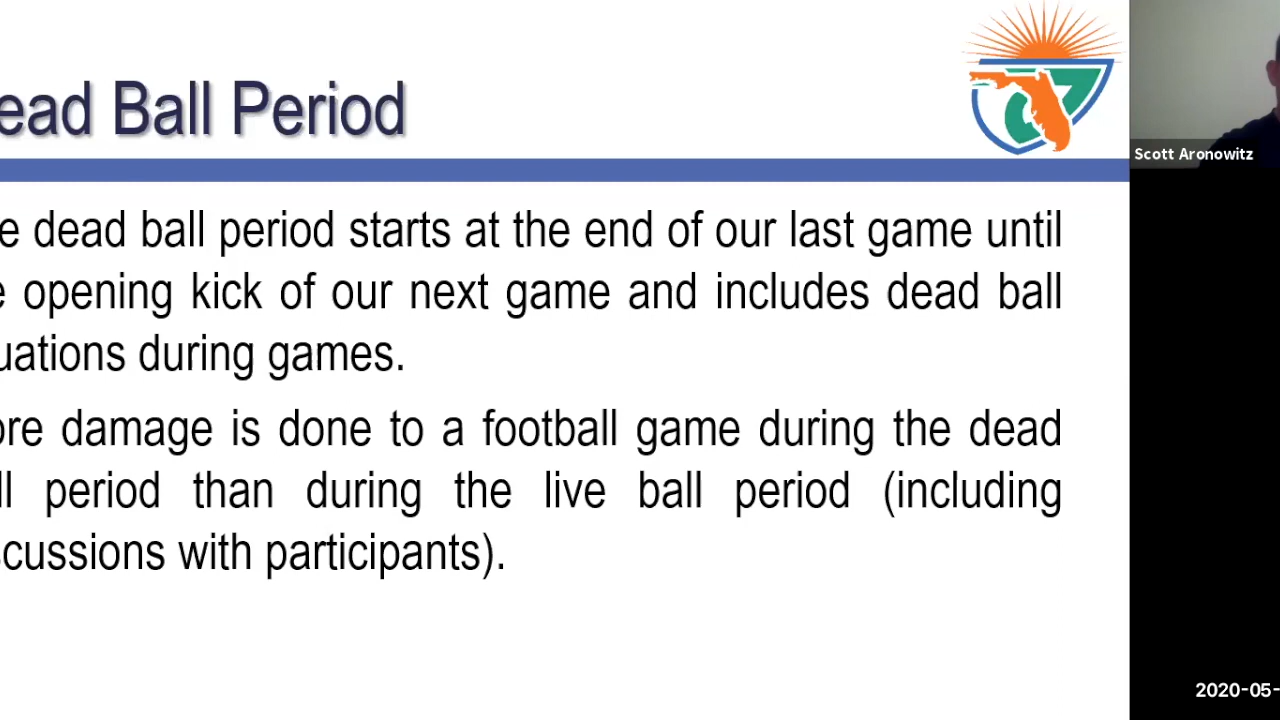 ead Ball Period
Scott Aronowitz
e dead ball period starts at the end of our last game until
e opening kick of our next game and includes dead ball
uations during games.
ore damage is done to a football game during the dead
ll period than during the live ball period (including
cussions with participants).
2020-05-